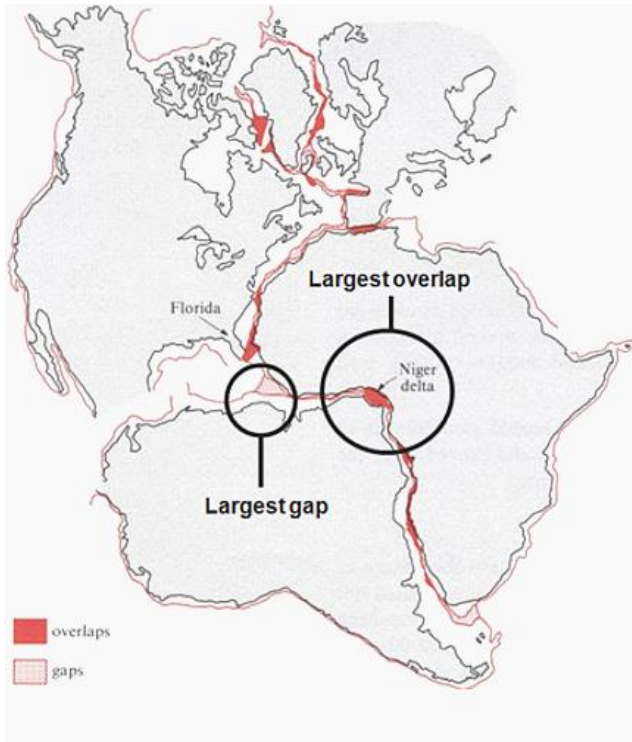 Largest overlap
Florida
Niger
delta
Largest gap
overlaps
gaps